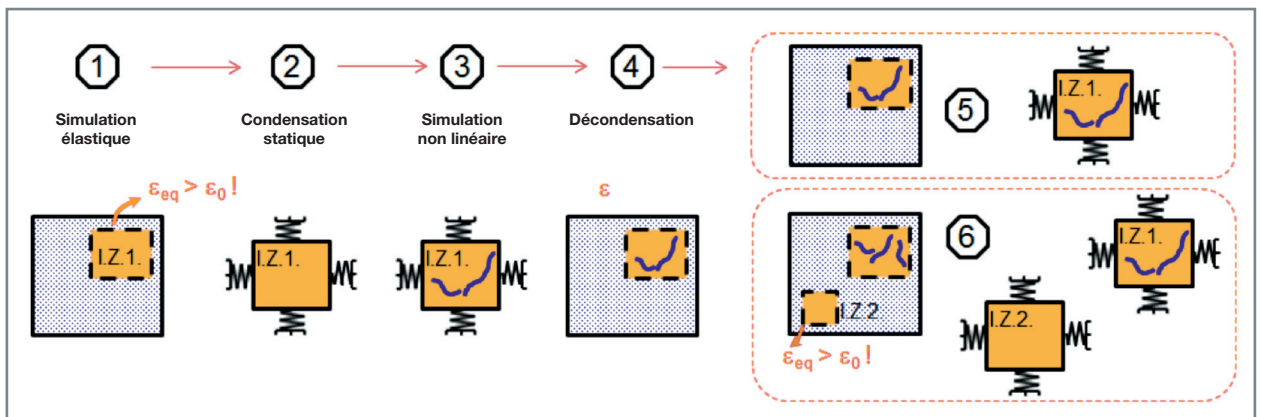 1
2
3
4
Simulation
élastique
Condensation
statique
Simulation
non linéaire
Décondensation
I.Z.1.
5
εeq > ε0 !
ε
I.Z.1.
I.Z.1.
I.Z.1.
6
I.Z.1.
I.Z.2
I.Z.2.
εeq > ε0 !